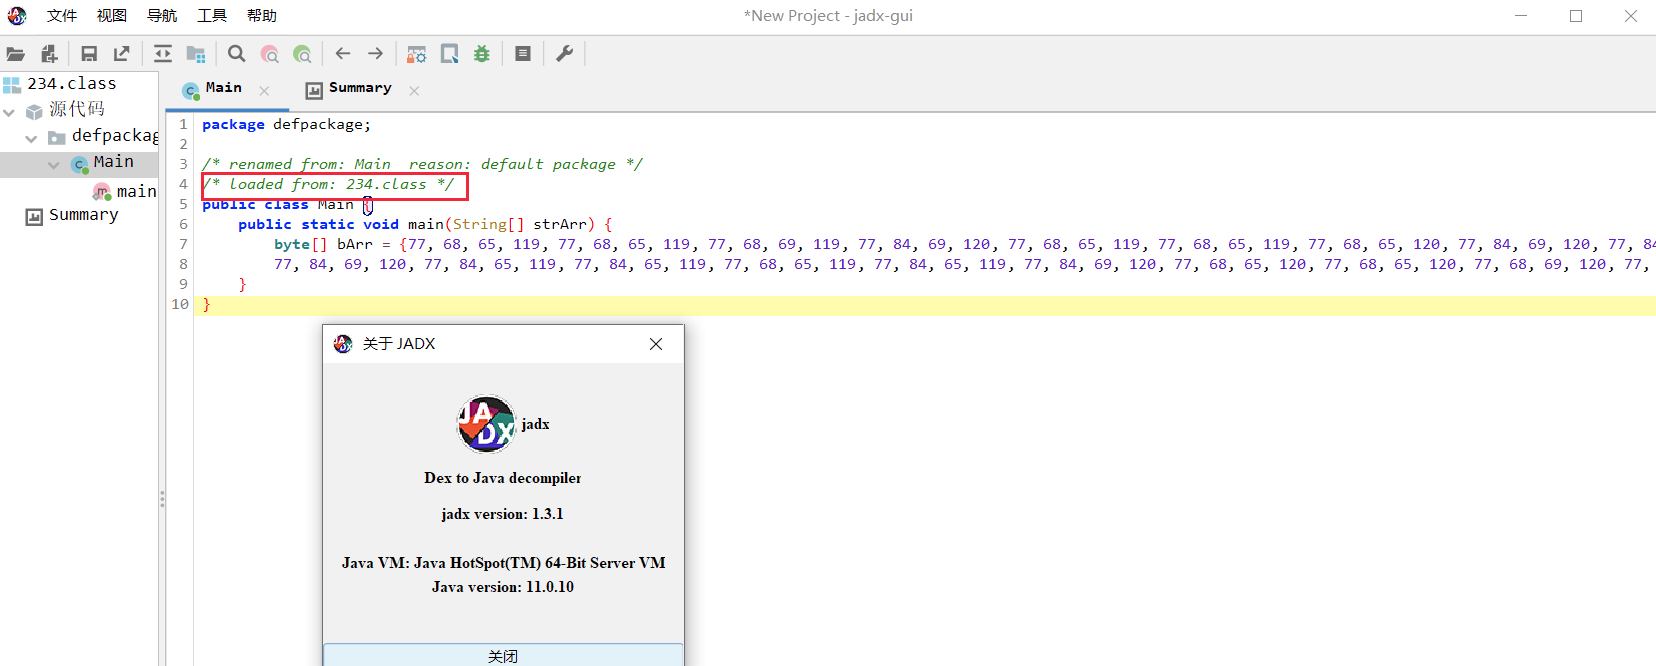 文件 视图 导航 工具 帮助 *New Project - jadx-gui
234.class
源代码
defpackag
Main
main
Summary
Main Summary
1 package defpackage;
2
3 /* renamed from: Main  reason: default package */
4 /* loaded from: 234.class */
5 public class Main {
6 public static void main(String[] strArr) {
7 byte[] bArr = {77, 68, 65, 119, 77, 68, 65, 119, 77, 68, 69, 119, 77, 84, 69, 120, 77, 68, 65, 119, 77, 68, 65, 119, 77, 68, 65, 120, 77, 84, 69, 120, 77, 84
8 77, 84, 69, 120, 77, 84, 65, 119, 77, 84, 65, 119, 77, 68, 65, 119, 77, 84, 65, 119, 77, 84, 69, 120, 77, 68, 65, 120, 77, 68, 65, 120, 77, 68, 69, 120, 77,
9 }
10 }
关于 JADX
JADX
jadx
Dex to Java decompiler
jadx version: 1.3.1
Java VM: Java HotSpot(TM) 64-Bit Server VM
Java version: 11.0.10
关闭